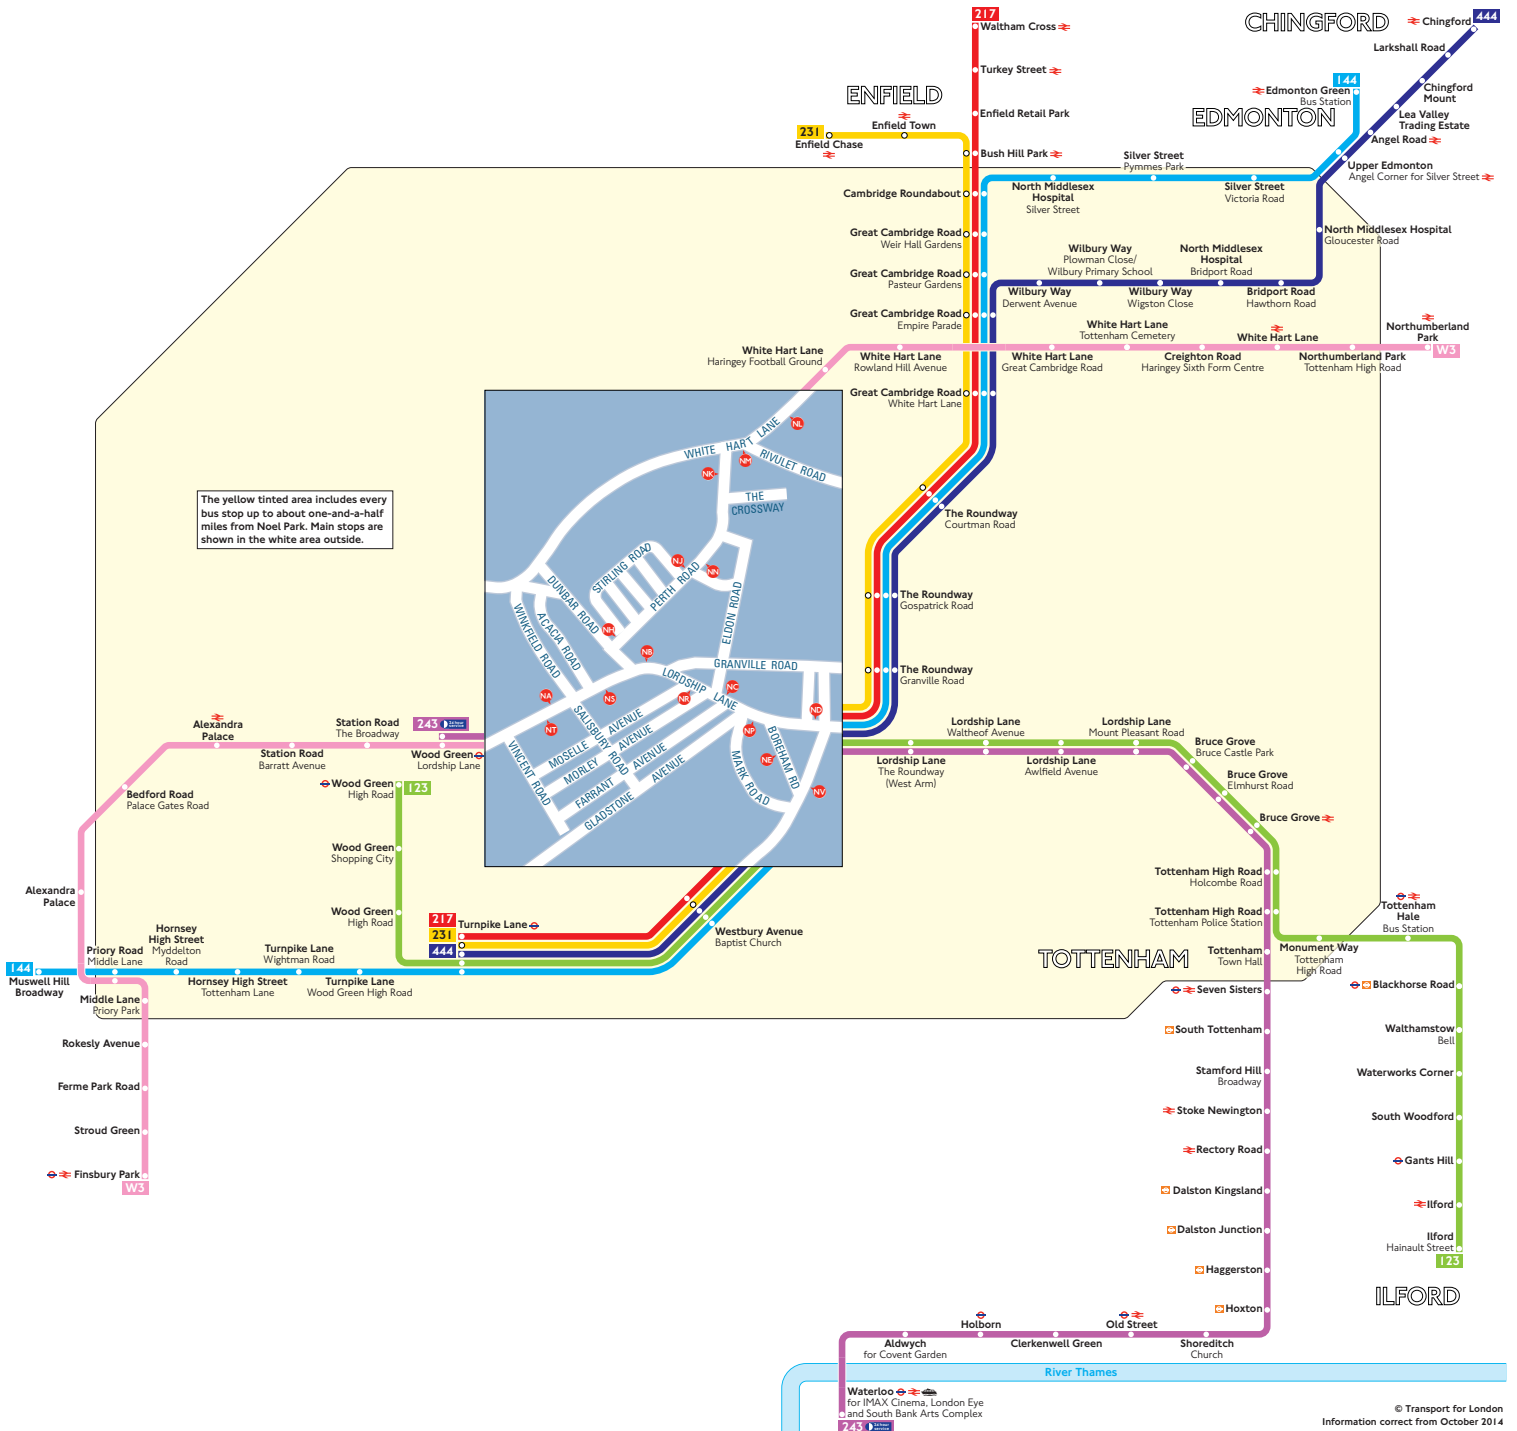 217
Waltham Cross
Turkey Street
Enfield Retail Park
Bush Hill Park
CHINGFORD
Chingford
444
Larkshall Road
Chingford
Mount
Lea Valley
Trading Estate
Angel Road
Upper Edmonton
Angel Corner for Silver Street
144
Edmonton Green
Bus Station
EDMONTON
ENFIELD
231
Enfield Chase
Enfield Town
Cambridge Roundabout
Great Cambridge Road
Weir Hall Gardens
Great Cambridge Road
Pasteur Gardens
Great Cambridge Road
Empire Parade
Great Cambridge Road
White Hart Lane
North Middlesex
Hospital
Silver Street
Silver Street
Pymmes Park
Silver Street
Victoria Road
North Middlesex Hospital
Gloucester Road
Wilbury Way
Derwent Avenue
Wilbury Way
Plowman Close/
Wilbury Primary School
Wilbury Way
Wigston Close
North Middlesex
Hospital
Bridport Road
Bridport Road
Hawthorn Road
White Hart Lane
Haringey Football Ground
White Hart Lane
Rowland Hill Avenue
White Hart Lane
Great Cambridge Road
White Hart Lane
Tottenham Cemetery
Creighton Road
Haringey Sixth Form Centre
White Hart Lane
Northumberland Park
Tottenham High Road
Northumberland
Park
W3
The yellow tinted area includes every
bus stop up to about one-and-a-half
miles from Noel Park. Main stops are
shown in the white area outside.
WHITE HART LANE
RIVULET ROAD
THE
CROSSWAY
STIRLING ROAD
DUNBAR ROAD
PERTH ROAD
ELDON ROAD
ACACIA ROAD
WINKFIELD ROAD
GRANVILLE ROAD
LORDSHIP LANE
SALISBURY ROAD
VINCENT ROAD
MOSELLE AVENUE
MORLEY AVENUE
FARRANT AVENUE
GLADSTONE AVENUE
MARK ROAD
BOREHAM RD
NL
NM
NK
NJ
NN
NH
NB
NC
NA
NS
NR
ND
NT
NP
NE
NV
The Roundway
Courtman Road
The Roundway
Gospatrick Road
The Roundway
Granville Road
Lordship Lane
The Roundway
(West Arm)
Lordship Lane
Waltheof Avenue
Lordship Lane
Awlfield Avenue
Lordship Lane
Mount Pleasant Road
Bruce Grove
Bruce Castle Park
Bruce Grove
Elmhurst Road
Bruce Grove
Tottenham High Road
Holcombe Road
Tottenham High Road
Tottenham Police Station
TOTTENHAM
Tottenham
Town Hall
Monument Way
Tottenham
High Road
Tottenham
Hale
Bus Station
243
24 hour
service
Wood Green
Lordship Lane
Station Road
The Broadway
Station Road
Barratt Avenue
Alexandra
Palace
Bedford Road
Palace Gates Road
Alexandra
Palace
Wood Green
High Road
123
Wood Green
Shopping City
Wood Green
High Road
217
231
444
Turnpike Lane
Westbury Avenue
Baptist Church
144
Muswell Hill
Broadway
Priory Road
Middle Lane
Hornsey
High Street
Myddelton
Road
Hornsey High Street
Tottenham Lane
Turnpike Lane
Wightman Road
Turnpike Lane
Wood Green High Road
Middle Lane
Priory Park
Rokesly Avenue
Ferme Park Road
Stroud Green
Finsbury Park
W3
Seven Sisters
South Tottenham
Stamford Hill
Broadway
Stoke Newington
Rectory Road
Dalston Kingsland
Dalston Junction
Haggerston
Hoxton
Blackhorse Road
Walthamstow
Bell
Waterworks Corner
South Woodford
Gants Hill
Ilford
Ilford
Hainault Street
123
ILFORD
Aldwych
for Covent Garden
Holborn
Clerkenwell Green
Old Street
Shoreditch
Church
River Thames
Waterloo
for IMAX Cinema, London Eye
and South Bank Arts Complex
243
24 hour
service
© Transport for London
Information correct from October 2014